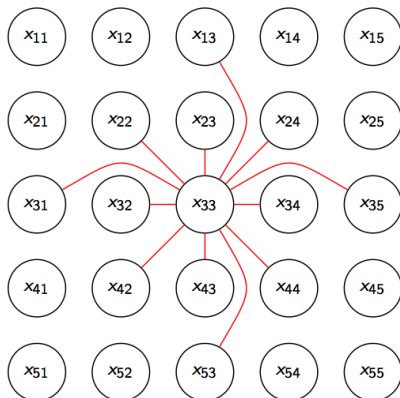 x11 x12 x13 x14 x15
x21 x22 x23 x24 x25
x31 x32 x33 x34 x35
x41 x42 x43 x44 x45
x51 x52 x53 x54 x55